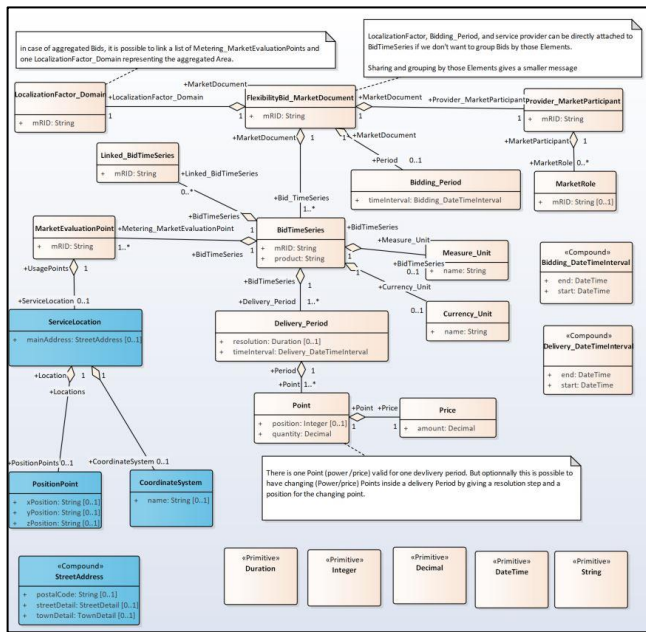 in case of aggregated Bids, it is possible to link a list of Metering_MarketEvaluationPoints and
one LocalizationFactor_Domain representing the aggregated Area.
LocalizationFactor, Bidding_Period, and service provider can be directly attached to
BidTimeSeries if we don't want to group Bids by those Elements.
Sharing and grouping by those Elements gives a smaller message
LocalizationFactor_Domain
+ mRID: String
+LocalizationFactor_Domain
1
+MarketDocument
1
FlexibilityBid_MarketDocument
+ mRID: String
+MarketDocument
1
+Provider_MarketParticipant
1
Provider_MarketParticipant
+ mRID: String
+MarketDocument
1
+MarketDocument
1
+MarketParticipant
1
+MarketRole
0..*
MarketRole
+ mRID: String [0..1]
+Period
0..1
Bidding_Period
+ timeInterval: Bidding_DateTimeInterval
Linked_BidTimeSeries
+ mRID: String
+Linked_BidTimeSeries
0..*
+Bid_TimeSeries
1..*
+BidTimeSeries
1
MarketEvaluationPoint
+ mRID: String
+Metering_MarketEvaluationPoint
1..*
+BidTimeSeries
1
BidTimeSeries
+ mRID: String
+ product: String
+BidTimeSeries
1
+Measure_Unit
0..1
Measure_Unit
+ name: String
+BidTimeSeries
1
+Currency_Unit
0..1
Currency_Unit
+ name: String
«Compound»
Bidding_DateTimeInterval
+ end: DateTime
+ start: DateTime
+UsagePoints
1
+ServiceLocation
0..1
ServiceLocation
+ mainAddress: StreetAddress [0..1]
+BidTimeSeries
1
+Delivery_Period
1..*
Delivery_Period
+ resolution: Duration [0..1]
+ timeInterval: Delivery_DateTimeInterval
«Compound»
Delivery_DateTimeInterval
+ end: DateTime
+ start: DateTime
+Location
1
+Locations
1
+Period
1
+Point
1..*
Point
+ position: Integer [0..1]
+ quantity: Decimal
+Point
1
+Price
1
Price
+ amount: Decimal
+PositionPoints
0..1
+CoordinateSystem
0..1
PositionPoint
+ xPosition: String [0..1]
+ yPosition: String [0..1]
+ zPosition: String [0..1]
CoordinateSystem
+ name: String [0..1]
There is one Point (power /price) valid for one devlivery period. But optionnally this is possible to
have changing (Power/price) Points inside a delivery Period by giving a resolution step and a
position for the changing point.
«Compound»
StreetAddress
+ postalCode: String [0..1]
+ streetDetail: StreetDetail [0..1]
+ townDetail: TownDetail [0..1]
«Primitive»
Duration
«Primitive»
Integer
«Primitive»
Decimal
«Primitive»
DateTime
«Primitive»
String